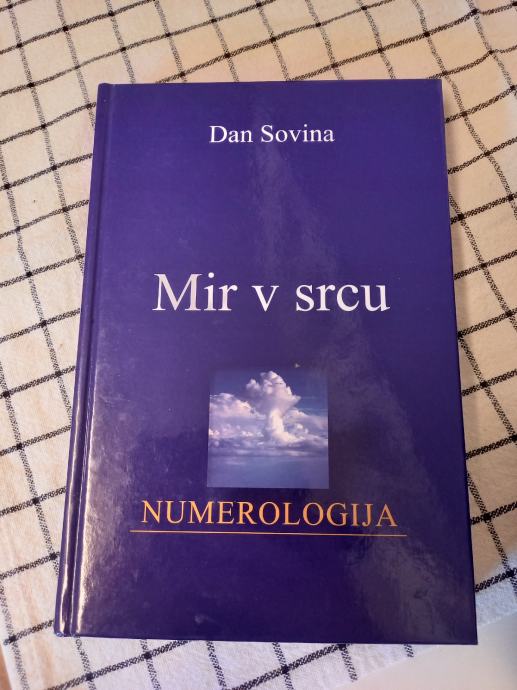 Dan Sovina
Mir v srcu
NUMEROLOGIJA